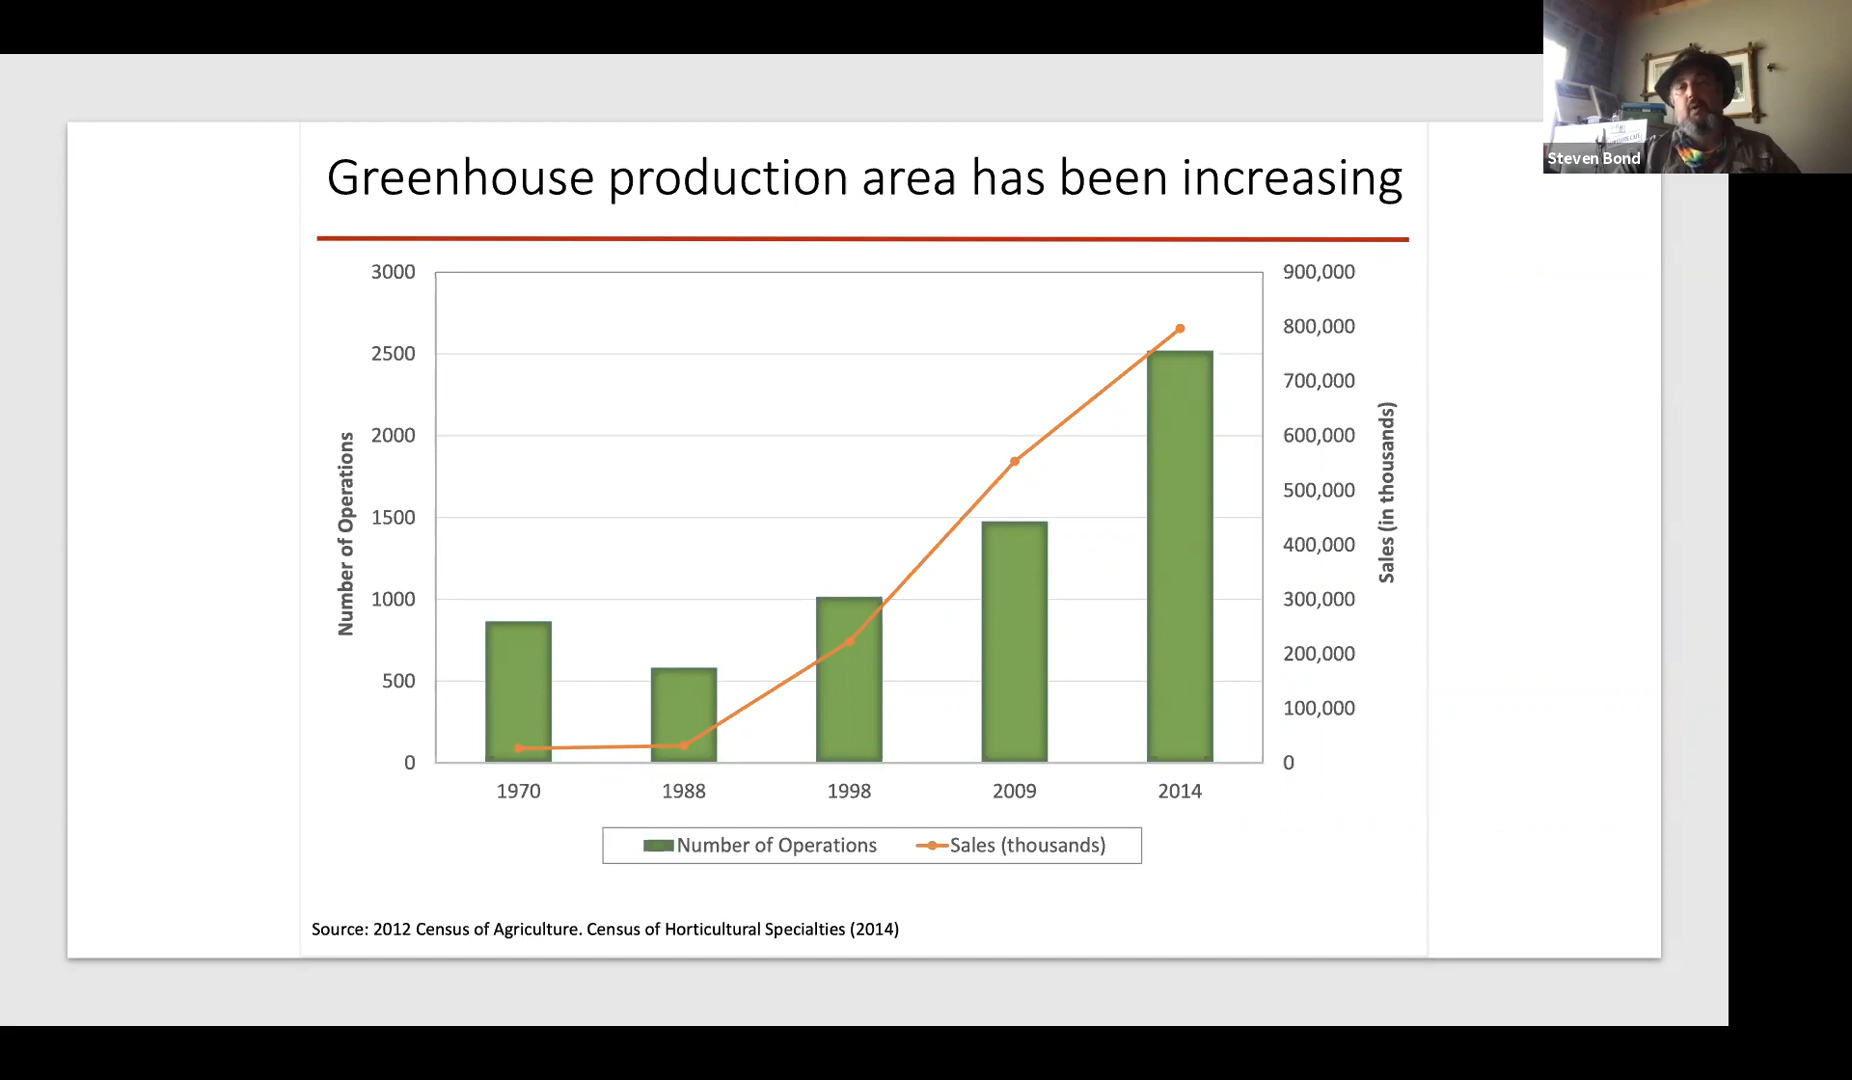 Steven Bond
Greenhouse production area has been increasing
3000
2500
2000
1500
1000
500
0
Number of Operations
900,000
800,000
700,000
600,000
500,000
400,000
300,000
200,000
100,000
0
Sales (in thousands)
1970 1988 1998 2009 2014
Number of Operations Sales (thousands)
Source: 2012 Census of Agriculture. Census of Horticultural Specialties (2014)